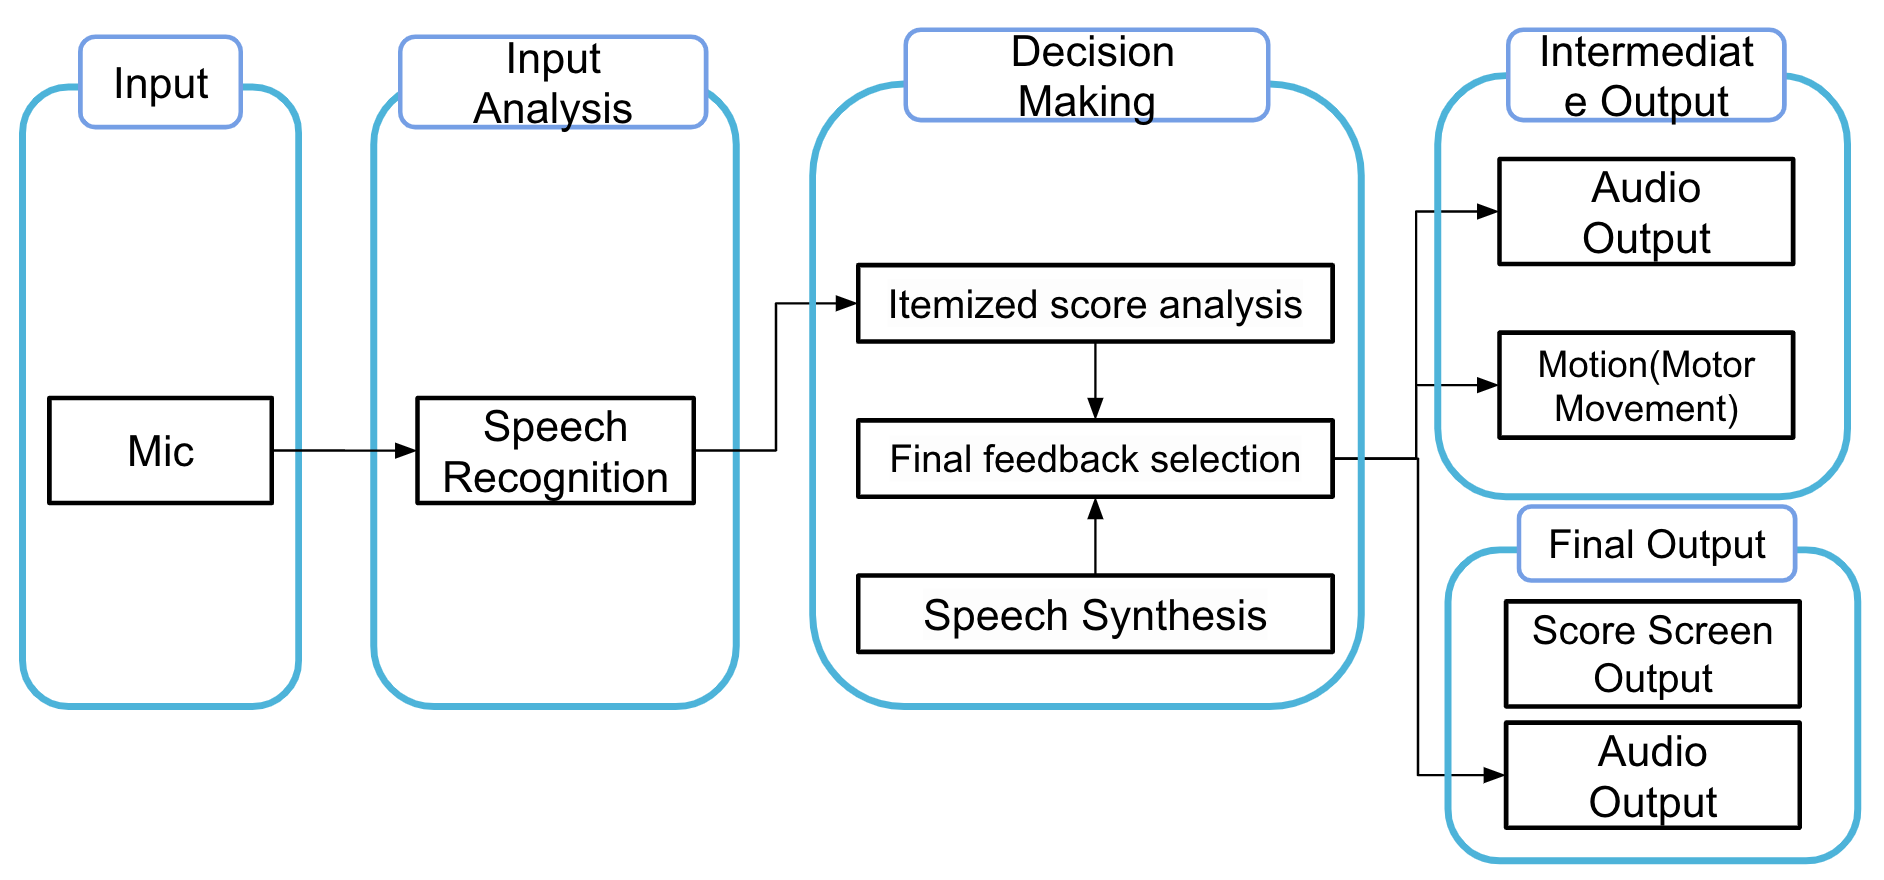 Input
Mic
Input
Analysis
Speech
Recognition
Decision
Making
Itemized score analysis
Final feedback selection
Speech Synthesis
Intermediat
e Output
Audio
Output
Motion(Motor
Movement)
Final Output
Score Screen
Output
Audio
Output